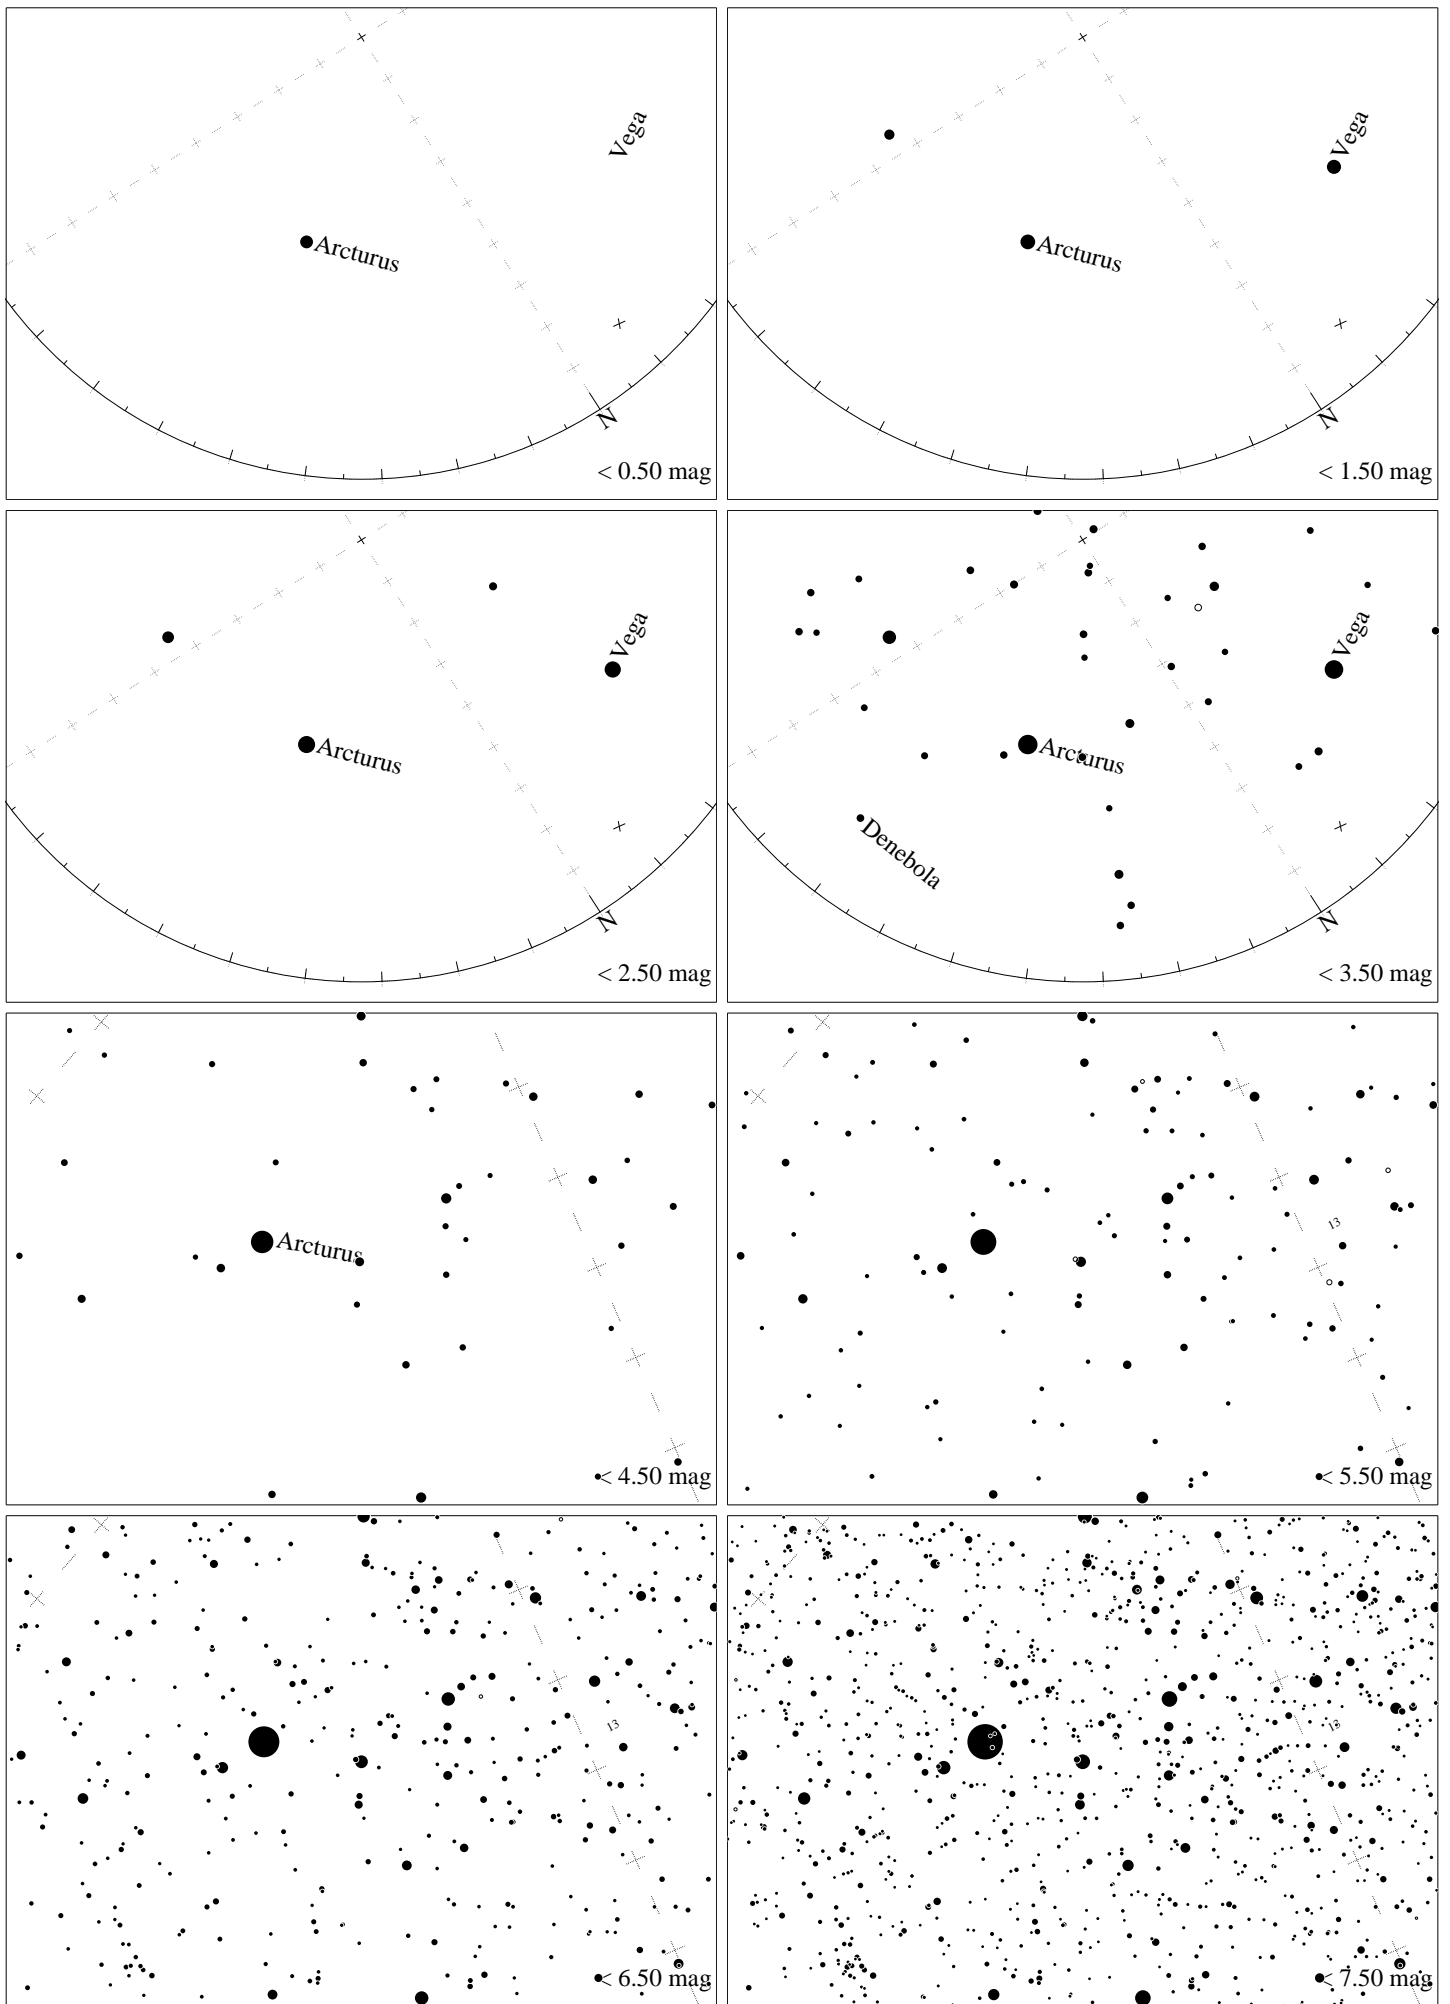 Vega
Arcturus
N
< 0.50 mag
Vega
Arcturus
N
< 1.50 mag
Vega
Arcturus
N
< 2.50 mag
Vega
Arcturus
Denebola
N
< 3.50 mag
Arcturus
< 4.50 mag
13
< 5.50 mag
13
< 6.50 mag
13
< 7.50 mag